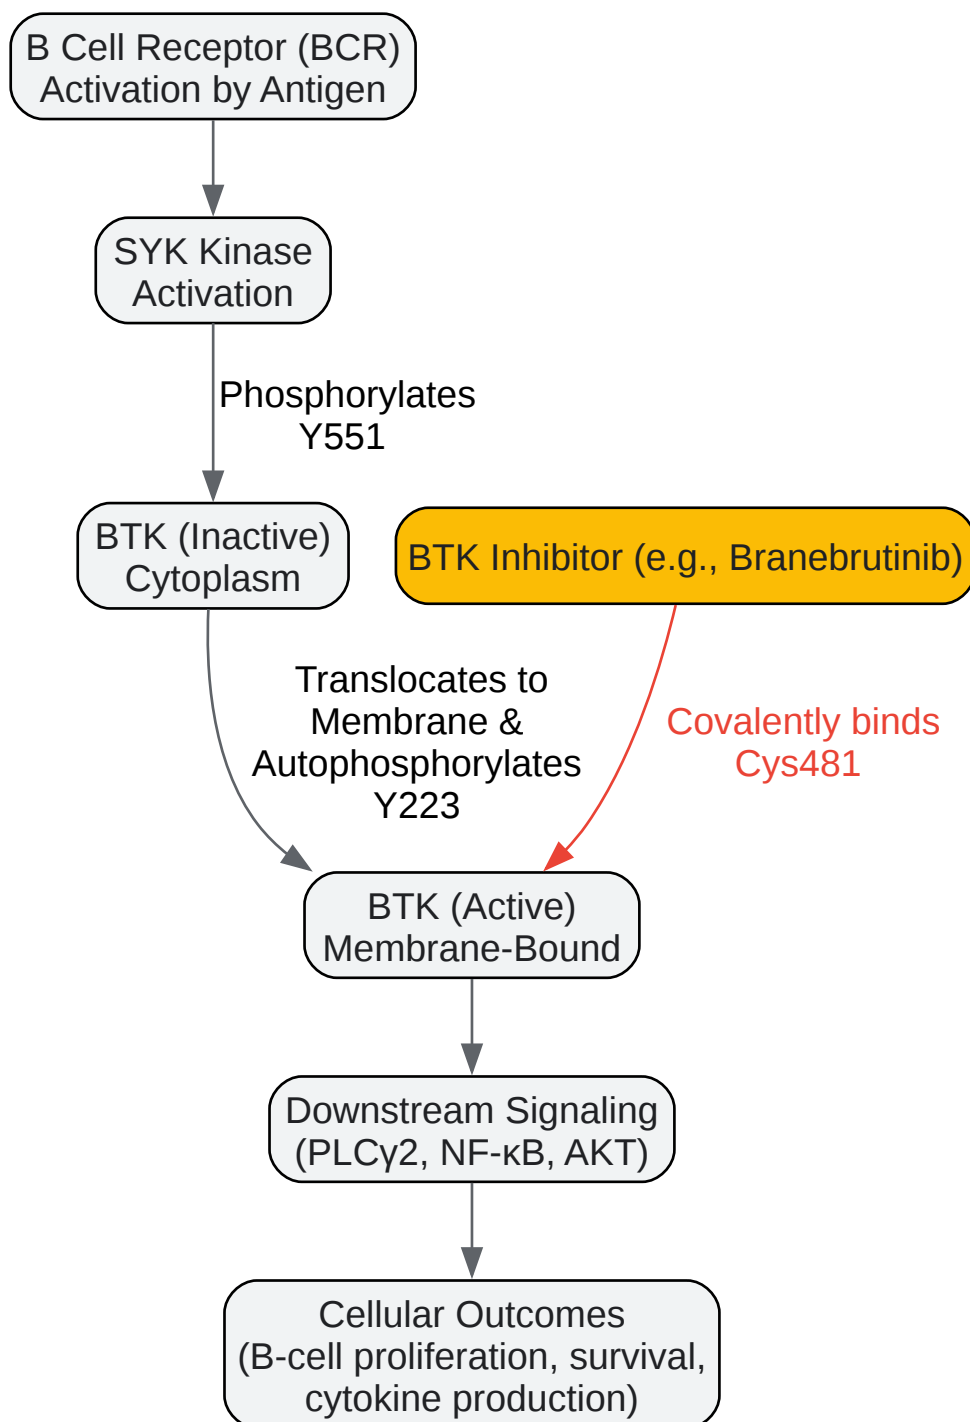 B Cell Receptor (BCR)
Activation by Antigen
SYK Kinase
Activation
Phosphorylates
Y551
BTK (Inactive)
Cytoplasm
BTK Inhibitor (e.g., Branebrutinib)
Translocates to
Membrane &
Autophosphorylates
Y223
Covalently binds
Cys481
BTK (Active)
Membrane-Bound
Downstream Signaling
(PLCγ2, NF-κB, AKT)
Cellular Outcomes
(B-cell proliferation, survival,
cytokine production)